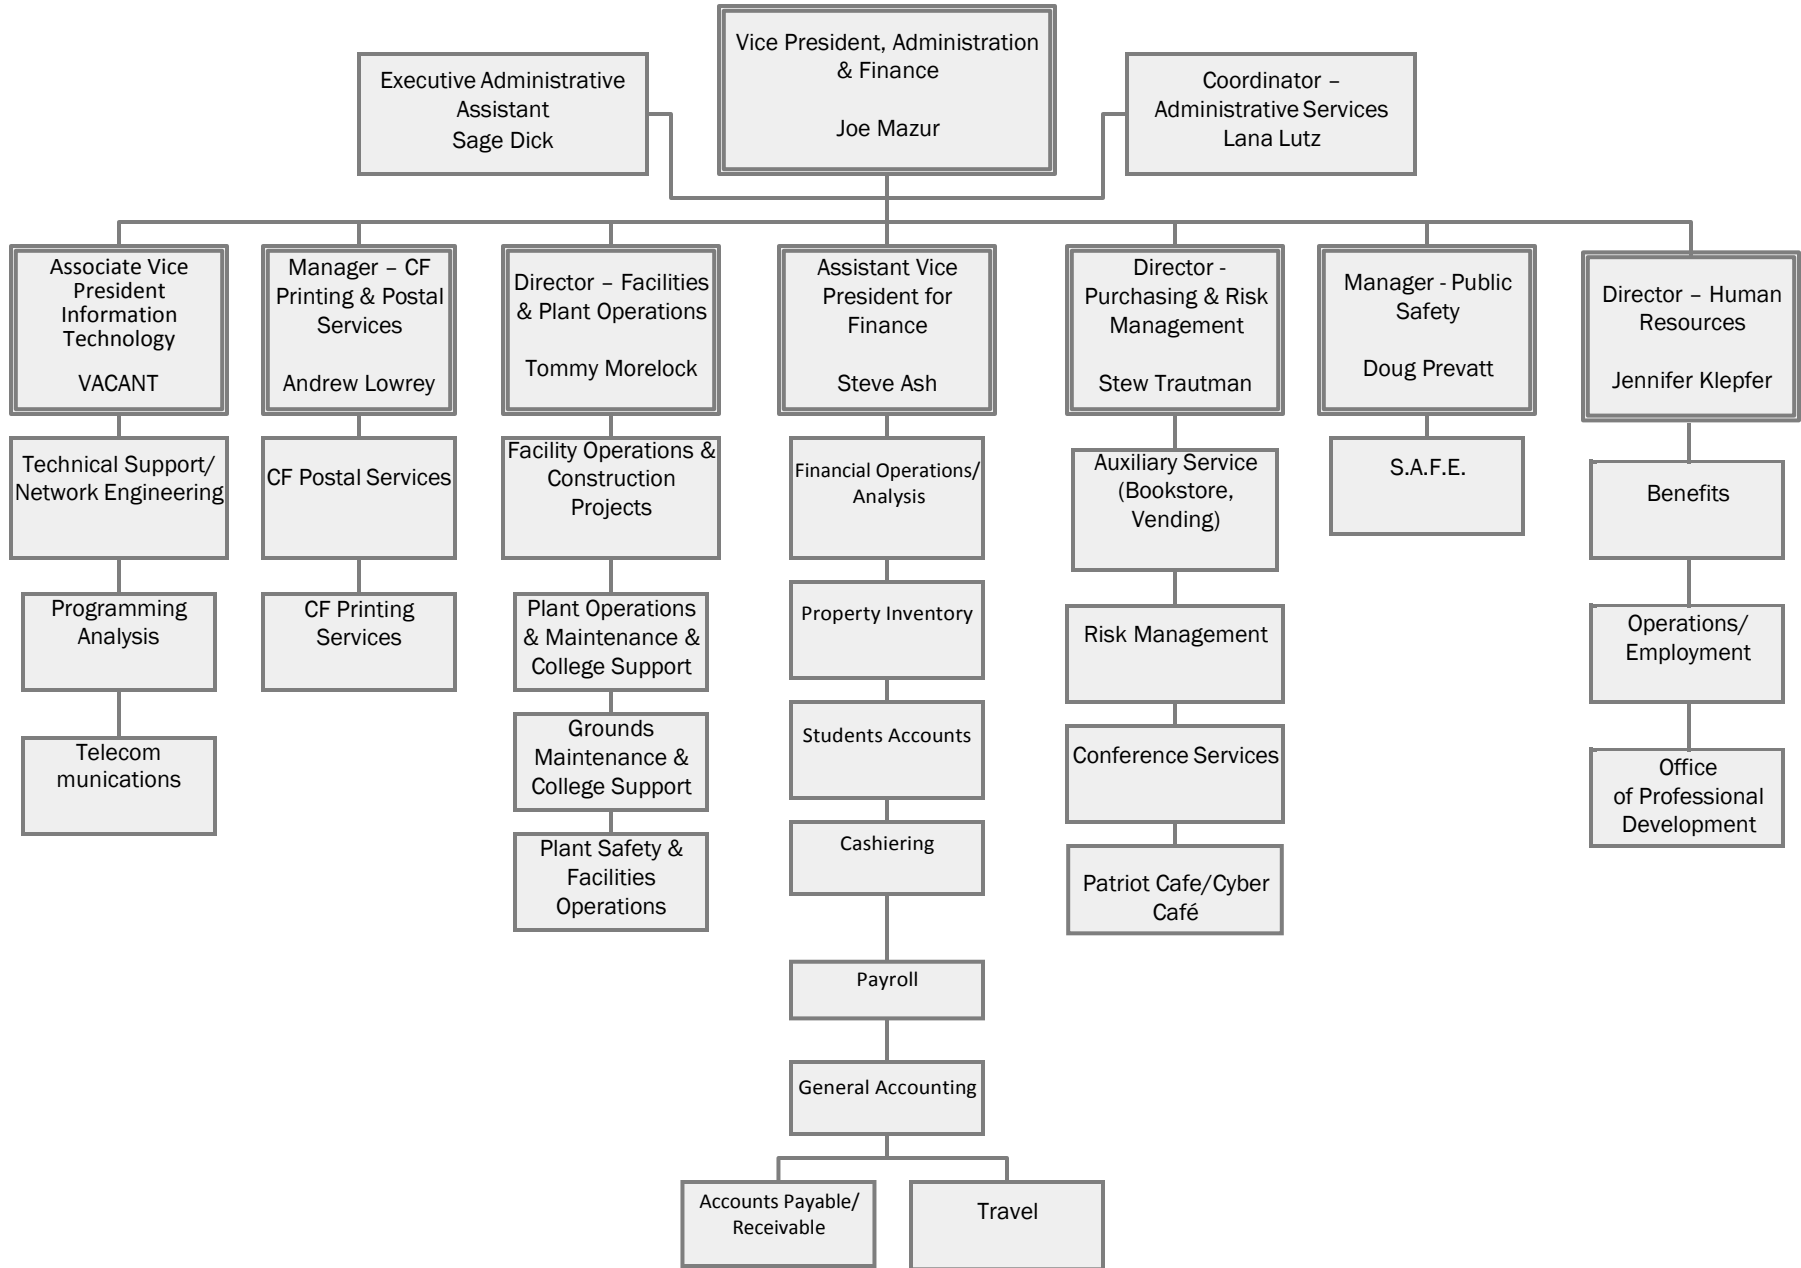 Vice President, Administration
& Finance
Joe Mazur
Executive Administrative
Assistant
Sage Dick
Coordinator –
Administrative Services
Lana Lutz
Associate Vice
President
Information
Technology
VACANT
Manager – CF
Printing & Postal
Services
Andrew Lowrey
Director – Facilities
& Plant Operations
Tommy Morelock
Assistant Vice
President for
Finance
Steve Ash
Director -
Purchasing & Risk
Management
Stew Trautman
Manager - Public
Safety
Doug Prevatt
Director – Human
Resources
Jennifer Klepfer
Technical Support/
Network Engineering
Programming
Analysis
Telecom
munications
CF Postal Services
CF Printing
Services
Facility Operations &
Construction
Projects
Plant Operations
& Maintenance &
College Support
Grounds
Maintenance &
College Support
Plant Safety &
Facilities
Operations
Financial Operations/
Analysis
Property Inventory
Students Accounts
Cashiering
Payroll
General Accounting
Accounts Payable/
Receivable
Travel
Auxiliary Service
(Bookstore,
Vending)
Risk Management
Conference Services
Patriot Cafe/Cyber
Café
S.A.F.E.
Benefits
Operations/
Employment
Office
of Professional
Development